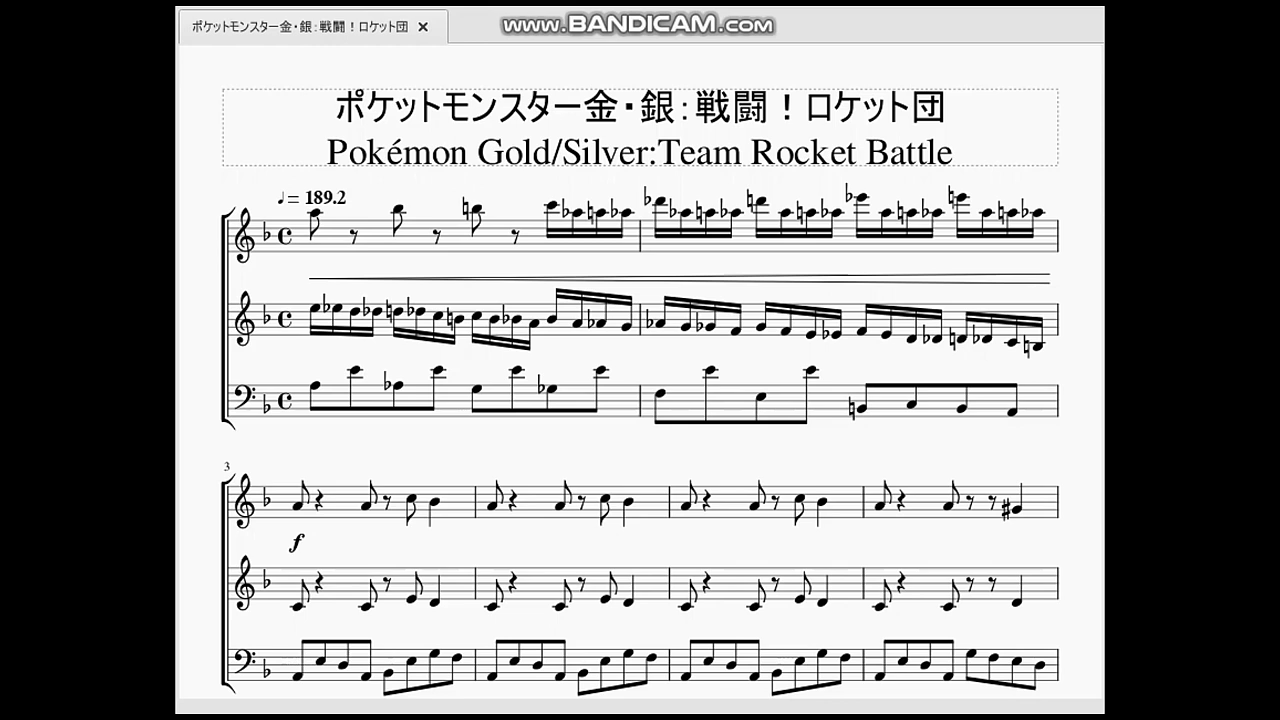 ポケットモンスター金・銀：戦闘！ロケット団 ×
www.BANDICAM.com
ポケットモンスター金・銀：戦闘！ロケット団
Pokémon Gold/Silver:Team Rocket Battle
♩= 189.2
3
f